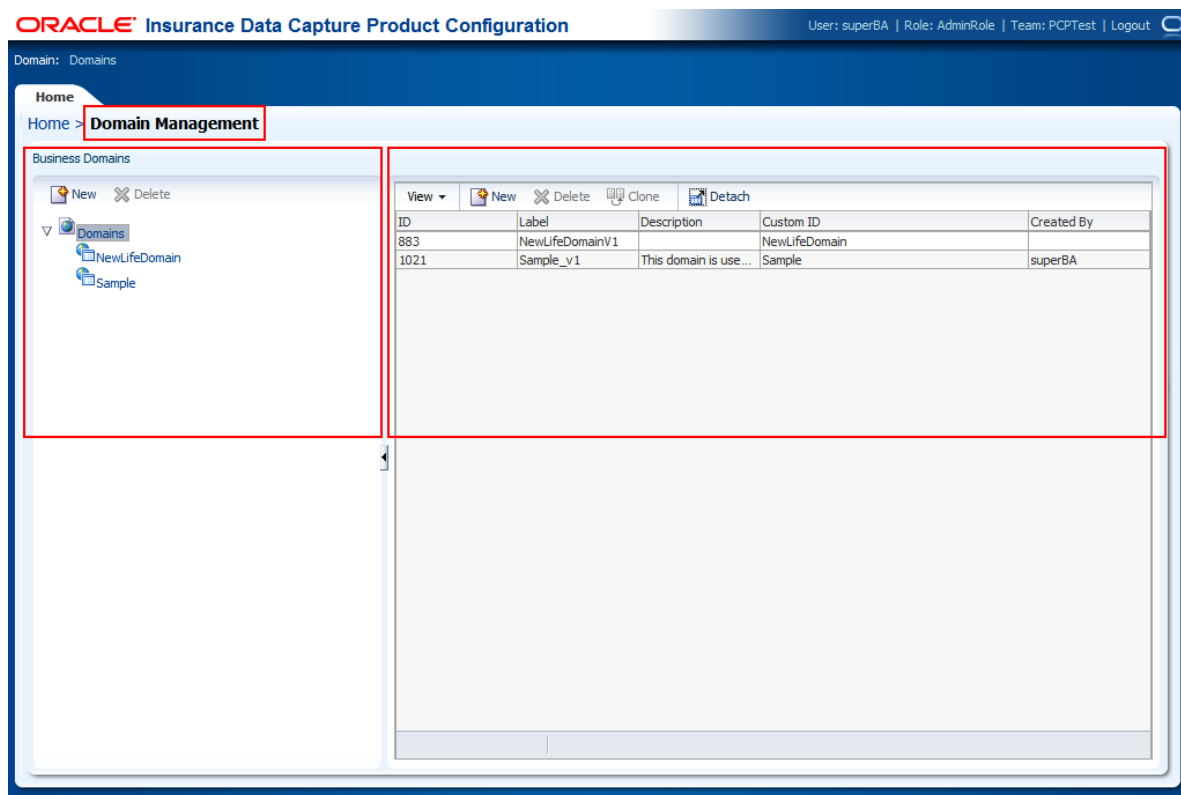 ORACLE® Insurance Data Capture Product Configuration
User: superBA | Role: AdminRole | Team: PCPTest | Logout
Domain: Domains
Home
Home > Domain Management
Business Domains
New Delete
Domains
NewLifeDomain
Sample
View New Delete Clone Detach
ID Label Description Custom ID Created By
883 NewLifeDomainV1 NewLifeDomain
1021 Sample_v1 This domain is use... Sample superBA